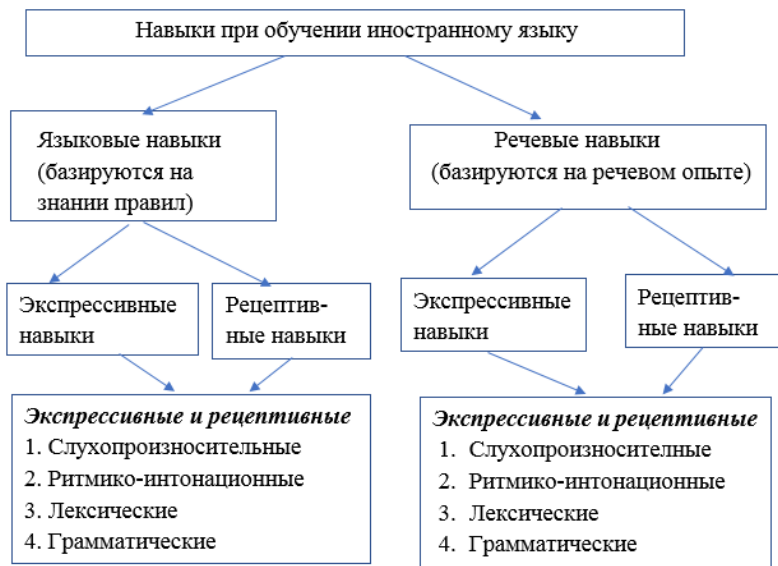 Навыки при обучении иностранному языку
Языковые навыки
(базируются на
знании правил)
Речевые навыки
(базируются на речевом опыте)
Экспрессивные
навыки
Рецептив-
ные навыки
Экспрессивные
навыки
Рецептив-
ные навыки
Экспрессивные и рецептивные
1. Слухопроизносительные
2. Ритмико-интонационные
3. Лексические
4. Грамматические
Экспрессивные и рецептивные
1. Слухопроизносителные
2. Ритмико-интонационные
3. Лексические
4. Грамматические